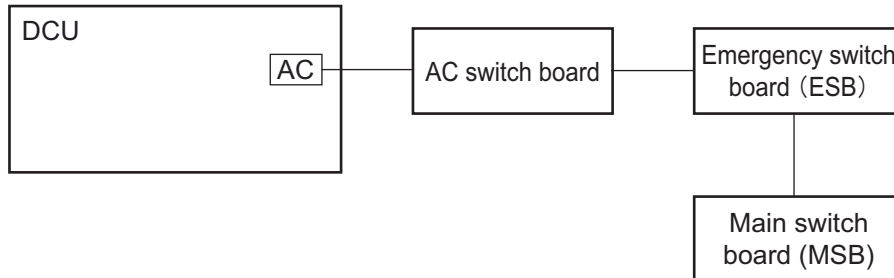 DCU
AC
AC switch board
Emergency switch
board（ESB）
Main switch
board (MSB)